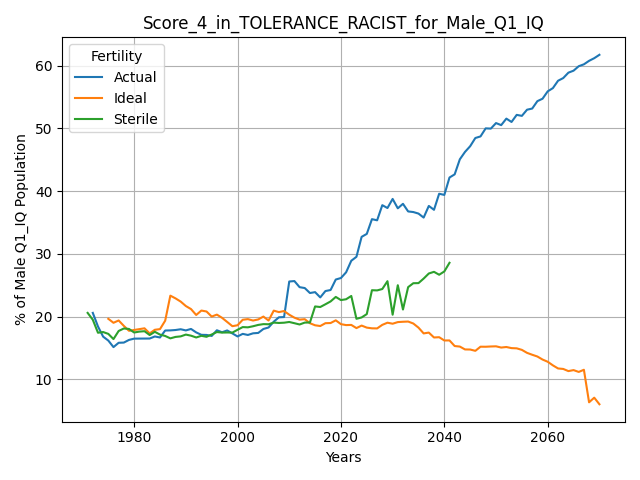 Score_4_in_TOLERANCE_RACIST_for_Male_Q1_IQ
Fertility
Actual
Ideal
Sterile
% of Male Q1_IQ Population
60
50
40
30
20
10
1980
2000
2020
2040
2060
Years